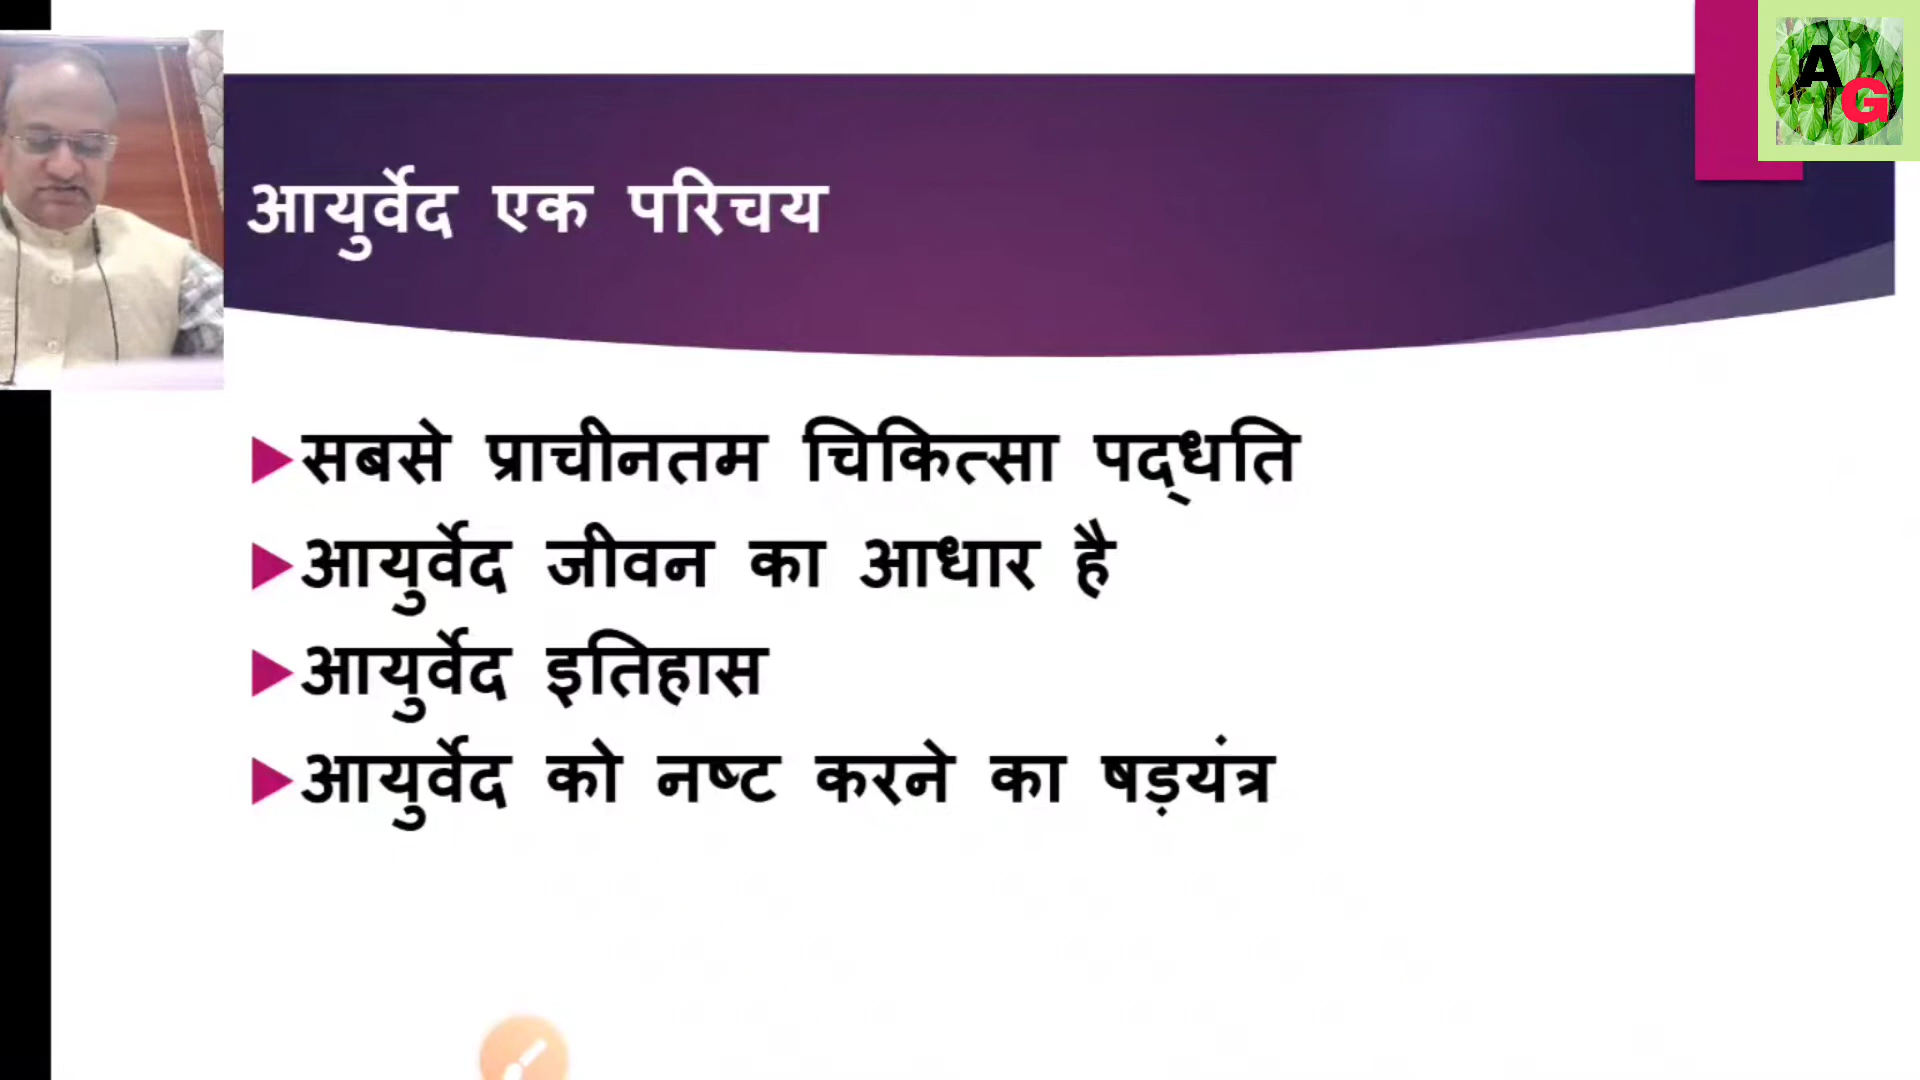 AG
आयुर्वेद एक परिचय
सबसे प्राचीनतम चिकित्सा पद्धति
आयुर्वेद जीवन का आधार है
आयुर्वेद इतिहास
आयुर्वेद को नष्ट करने का षड़यंत्र